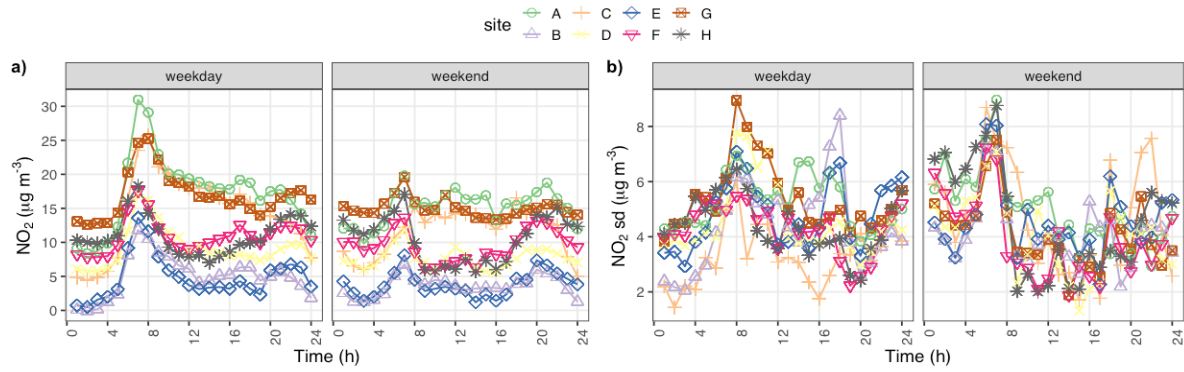 site A C E G
B D F H
a) weekday weekend b) weekday weekend
NO2 (µg m-3)
30
25
20
15
10
5
0
0 4 8 12 16 20 24 0 4 8 12 16 20 24
Time (h)
NO2 sd (µg m-3)
8
6
4
2
0 4 8 12 16 20 24 0 4 8 12 16 20 24
Time (h)